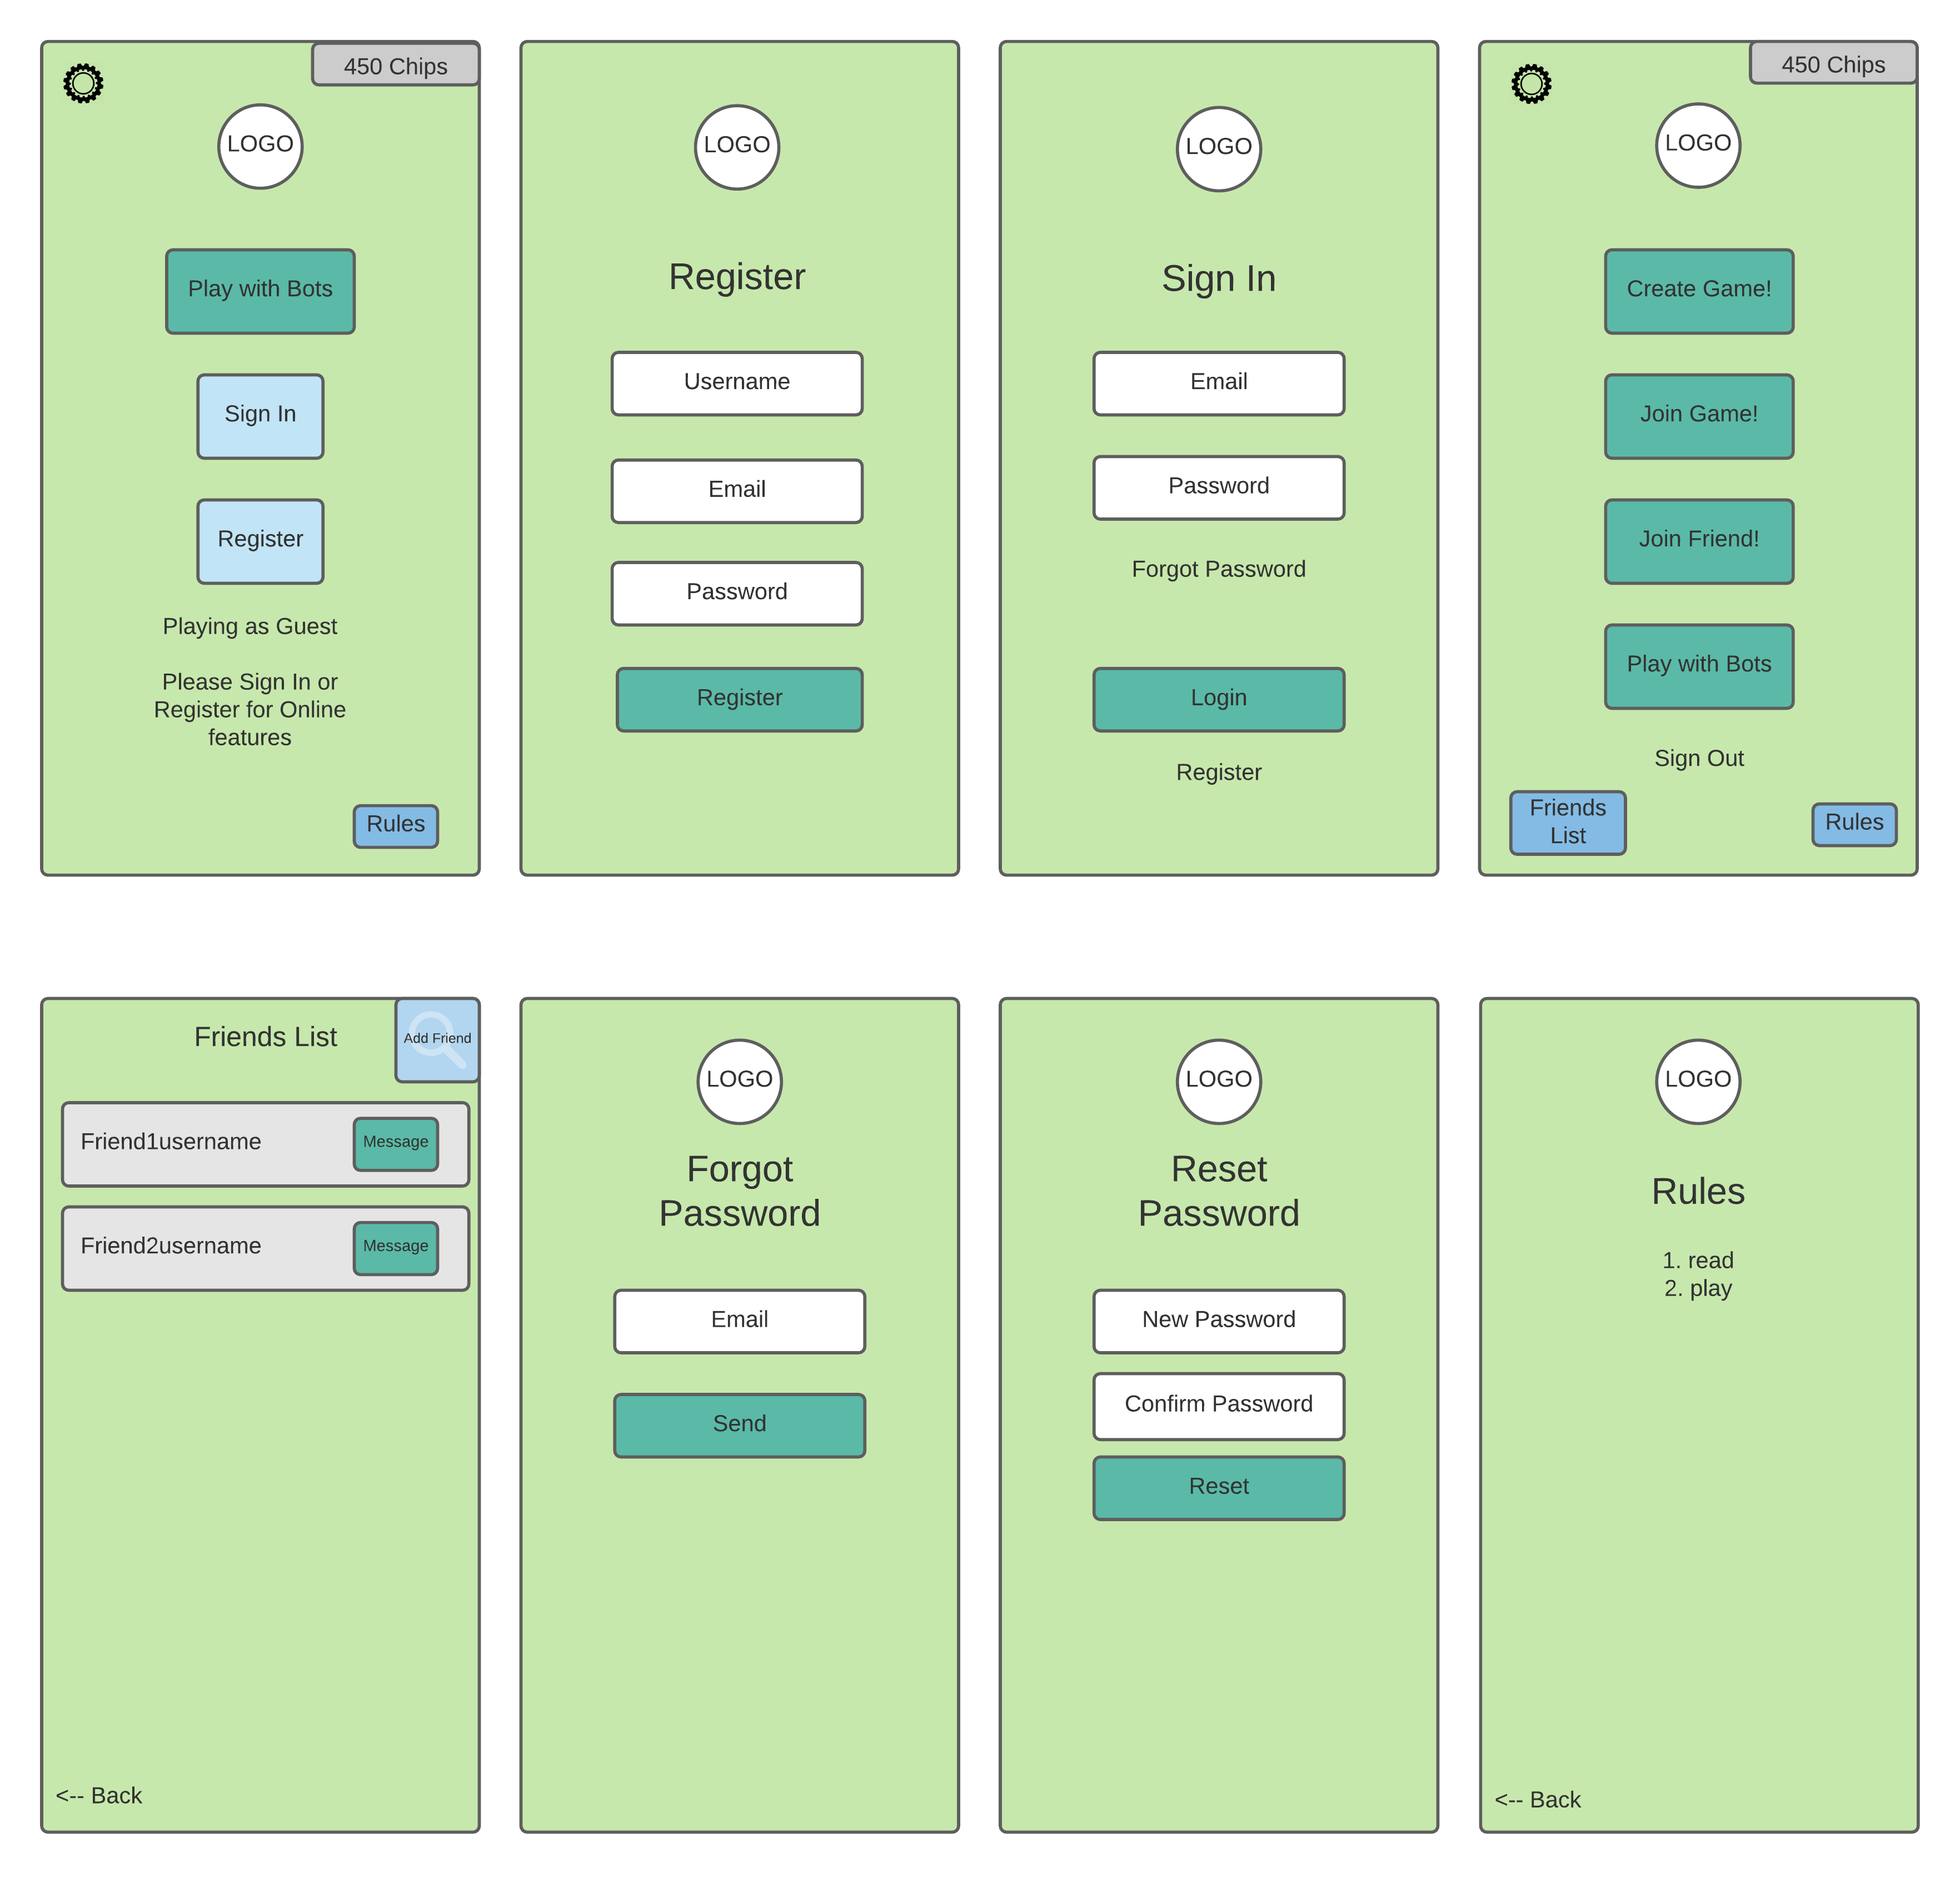 450 Chips
LOGO
Play with Bots
Sign In
Register
Playing as Guest
Please Sign In or
Register for Online
features
Rules
LOGO
Register
Username
Email
Password
Register
LOGO
Sign In
Email
Password
Forgot Password
Login
Register
450 Chips
LOGO
Create Game!
Join Game!
Join Friend!
Play with Bots
Sign Out
Friends
List
Rules
Friends List
Add Friend
Friend1username
Message
Friend2username
Message
<-- Back
LOGO
Forgot
Password
Email
Send
LOGO
Reset
Password
New Password
Confirm Password
Reset
LOGO
Rules
1. read
2. play
<-- Back